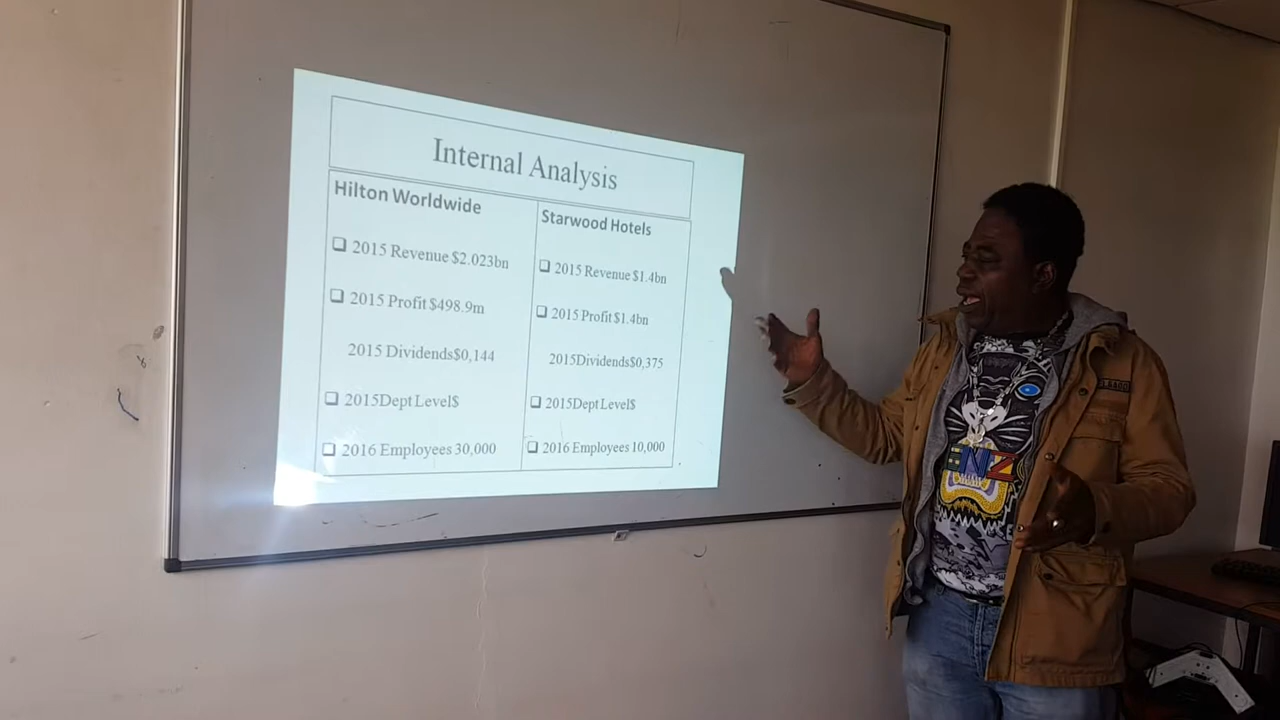 Internal Analysis
Hilton Worldwide
❑ 2015 Revenue $2.023bn
❑ 2015 Profit $498.9m
2015 Dividends$0,144
❑ 2015Dept Level$
❑ 2016 Employees 30,000
Starwood Hotels
❑ 2015 Revenue $1.4bn
❑ 2015 Profit $1.4bn
2015Dividends$0,375
❑ 2015Dept Level$
❑ 2016 Employees 10,000